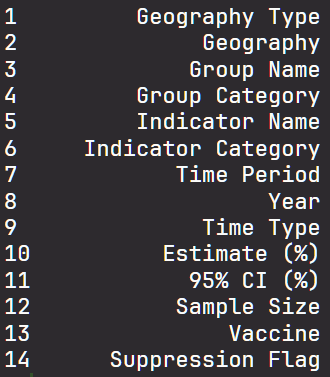 1 Geography Type
2 Geography
3 Group Name
4 Group Category
5 Indicator Name
6 Indicator Category
7 Time Period
8 Year
9 Time Type
10 Estimate (%)
11 95% CI (%)
12 Sample Size
13 Vaccine
14 Suppression Flag